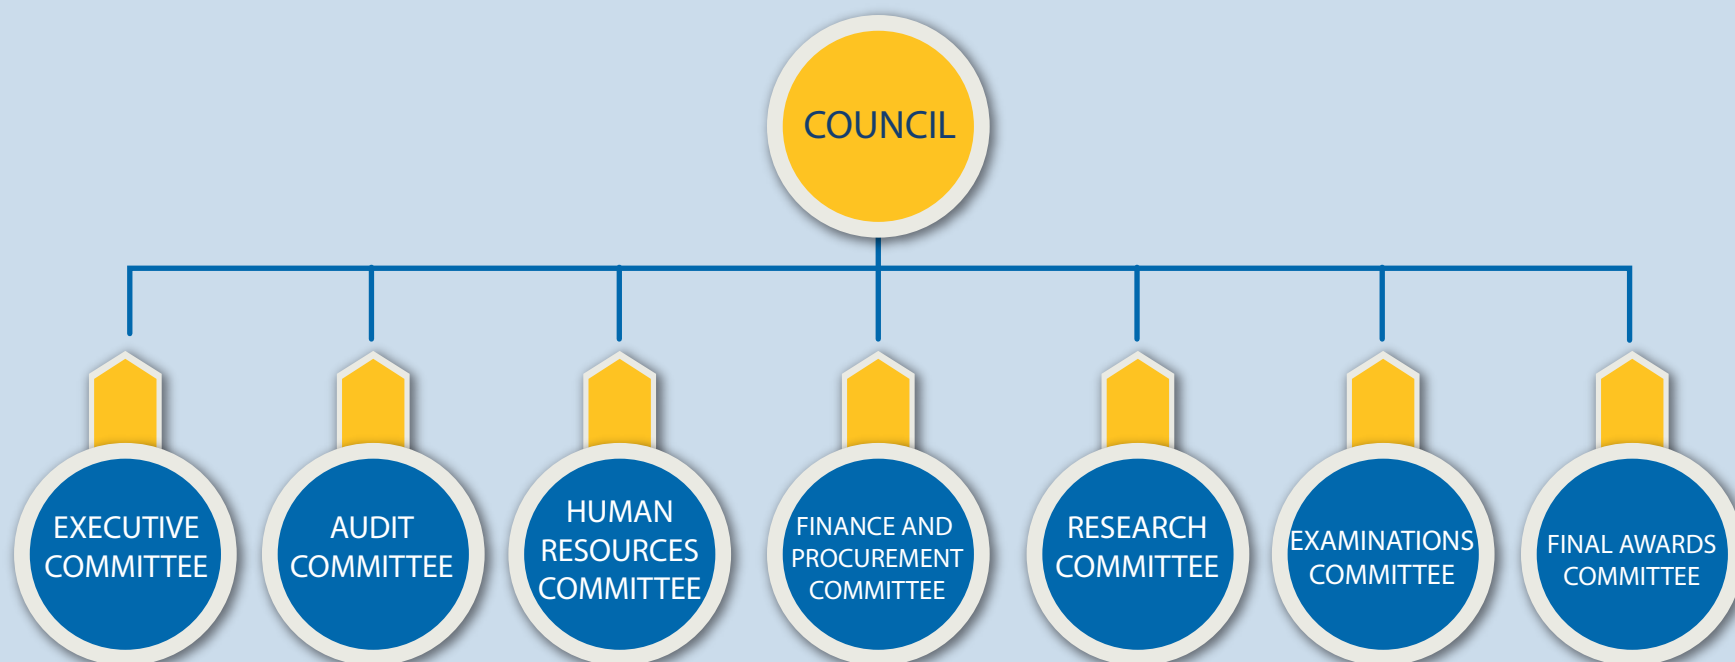 COUNCIL
EXECUTIVE
COMMITTEE
AUDIT
COMMITTEE
HUMAN
RESOURCES
COMMITTEE
FINANCE AND
PROCUREMENT
COMMITTEE
RESEARCH
COMMITTEE
EXAMINATIONS
COMMITTEE
FINAL AWARDS
COMMITTEE